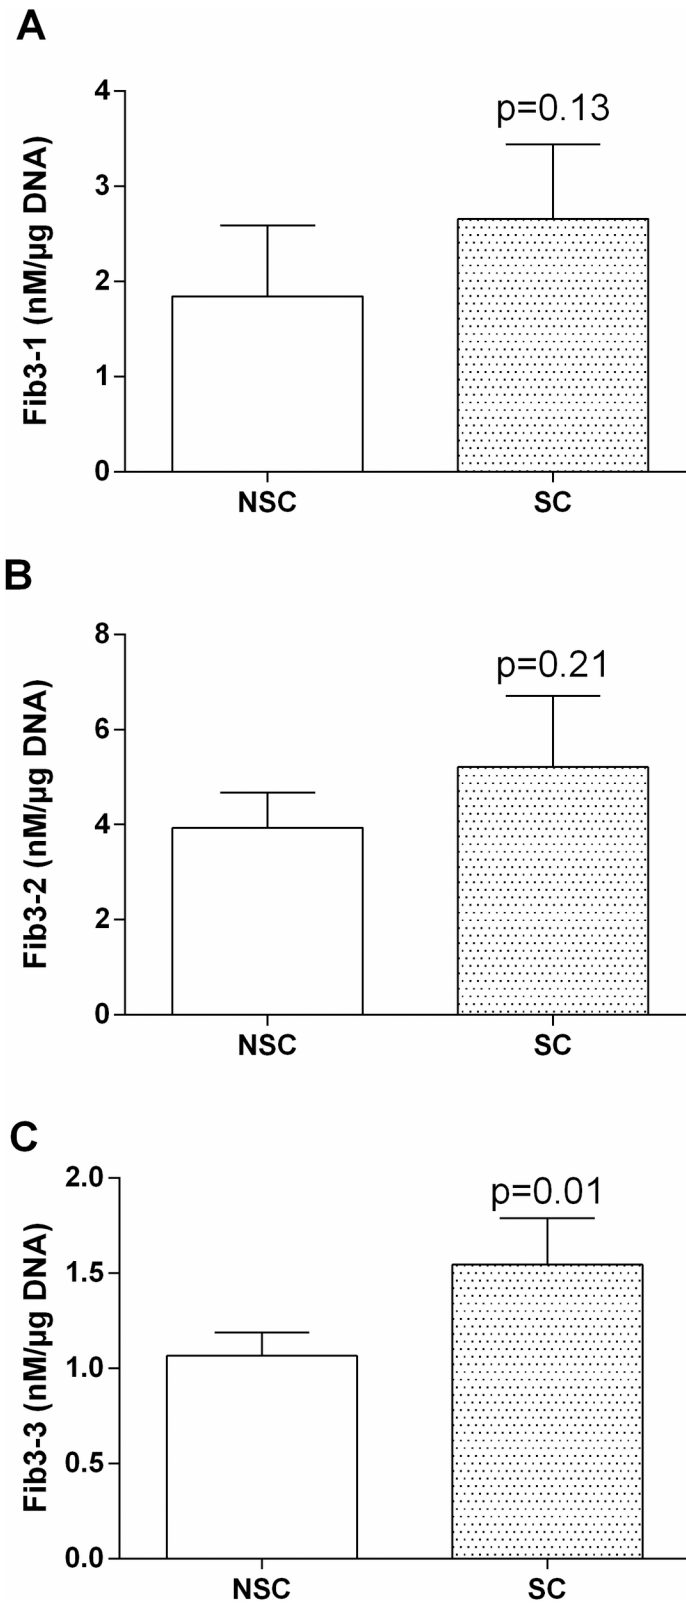 A
Fib3-1 (nM/µg DNA)
4
3
2
1
0
p=0.13
NSC
SC
B
Fib3-2 (nM/µg DNA)
8
6
4
2
0
p=0.21
NSC
SC
C
Fib3-3 (nM/µg DNA)
2.0
1.5
1.0
0.5
0.0
p=0.01
NSC
SC